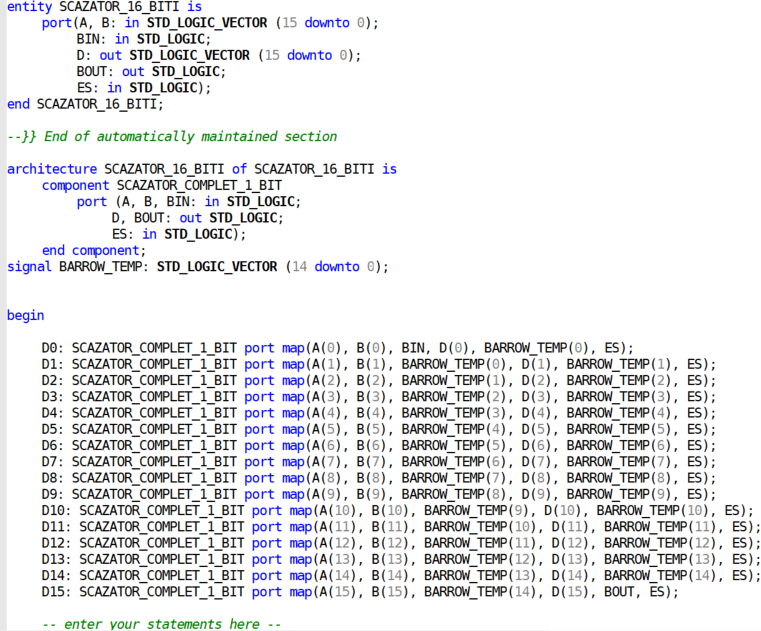 entity SCAZATOR_16_BITI is
port(A, B: in STD_LOGIC_VECTOR (15 downto 0);
BIN: in STD_LOGIC;
D: out STD_LOGIC_VECTOR (15 downto 0);
BOUT: out STD_LOGIC;
ES: in STD_LOGIC);
end SCAZATOR_16_BITI;
--}} End of automatically maintained section
architecture SCAZATOR_16_BITI of SCAZATOR_16_BITI is
component SCAZATOR_COMPLET_1_BIT
port (A, B, BIN: in STD_LOGIC;
D, BOUT: out STD_LOGIC;
ES: in STD_LOGIC);
end component;
signal BARROW_TEMP: STD_LOGIC_VECTOR (14 downto 0);
begin
D0: SCAZATOR_COMPLET_1_BIT port map(A(0), B(0), BIN, D(0), BARROW_TEMP(0), ES);
D1: SCAZATOR_COMPLET_1_BIT port map(A(1), B(1), BARROW_TEMP(0), D(1), BARROW_TEMP(1), ES);
D2: SCAZATOR_COMPLET_1_BIT port map(A(2), B(2), BARROW_TEMP(1), D(2), BARROW_TEMP(2), ES);
D3: SCAZATOR_COMPLET_1_BIT port map(A(3), B(3), BARROW_TEMP(2), D(3), BARROW_TEMP(3), ES);
D4: SCAZATOR_COMPLET_1_BIT port map(A(4), B(4), BARROW_TEMP(3), D(4), BARROW_TEMP(4), ES);
D5: SCAZATOR_COMPLET_1_BIT port map(A(5), B(5), BARROW_TEMP(4), D(5), BARROW_TEMP(5), ES);
D6: SCAZATOR_COMPLET_1_BIT port map(A(6), B(6), BARROW_TEMP(5), D(6), BARROW_TEMP(6), ES);
D7: SCAZATOR_COMPLET_1_BIT port map(A(7), B(7), BARROW_TEMP(6), D(7), BARROW_TEMP(7), ES);
D8: SCAZATOR_COMPLET_1_BIT port map(A(8), B(8), BARROW_TEMP(7), D(8), BARROW_TEMP(8), ES);
D9: SCAZATOR_COMPLET_1_BIT port map(A(9), B(9), BARROW_TEMP(8), D(9), BARROW_TEMP(9), ES);
D10: SCAZATOR_COMPLET_1_BIT port map(A(10), B(10), BARROW_TEMP(9), D(10), BARROW_TEMP(10), ES);
D11: SCAZATOR_COMPLET_1_BIT port map(A(11), B(11), BARROW_TEMP(10), D(11), BARROW_TEMP(11), ES);
D12: SCAZATOR_COMPLET_1_BIT port map(A(12), B(12), BARROW_TEMP(11), D(12), BARROW_TEMP(12), ES);
D13: SCAZATOR_COMPLET_1_BIT port map(A(13), B(13), BARROW_TEMP(12), D(13), BARROW_TEMP(13), ES);
D14: SCAZATOR_COMPLET_1_BIT port map(A(14), B(14), BARROW_TEMP(13), D(14), BARROW_TEMP(14), ES);
D15: SCAZATOR_COMPLET_1_BIT port map(A(15), B(15), BARROW_TEMP(14), D(15), BOUT, ES);
-- enter your statements here --